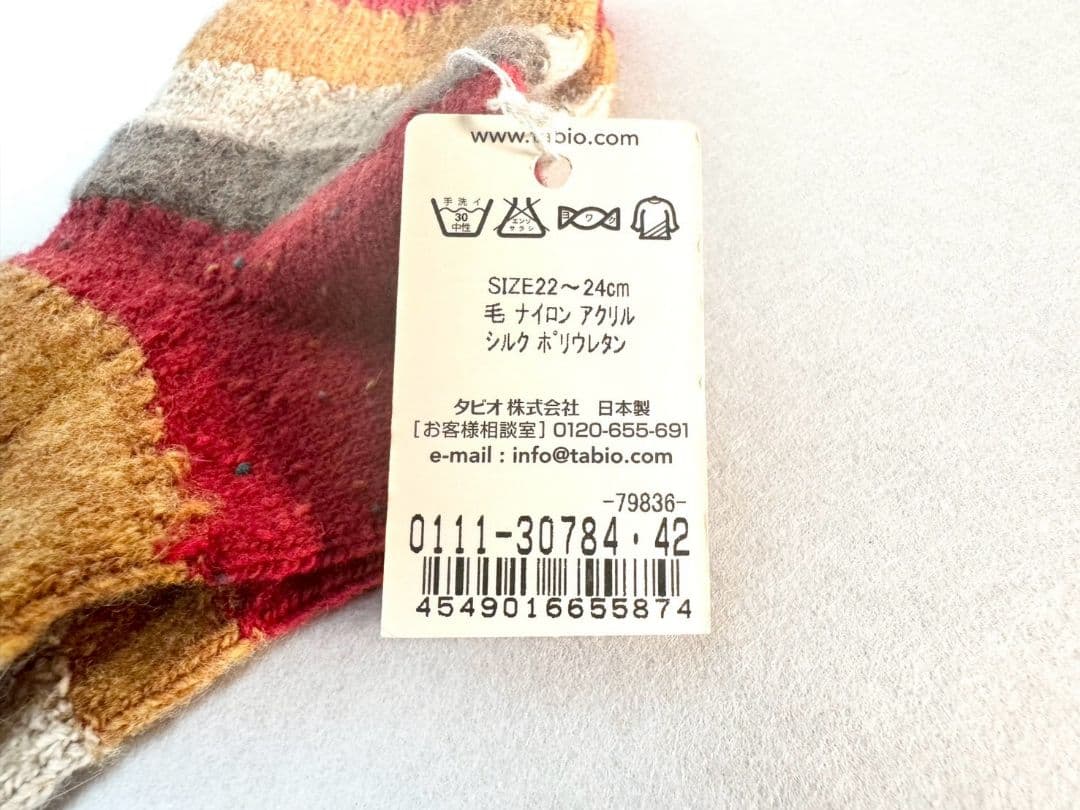 www.tabio.com
手洗イ
30
中性
エンソ
サラシ
ヨワク
SIZE22～24cm
毛 ナイロン アクリル
シルク ポリウレタン
タビオ株式会社 日本製
[お客様相談室] 0120-655-691
e-mail : info@tabio.com
-79836-
0111-30784・42
4549016655874